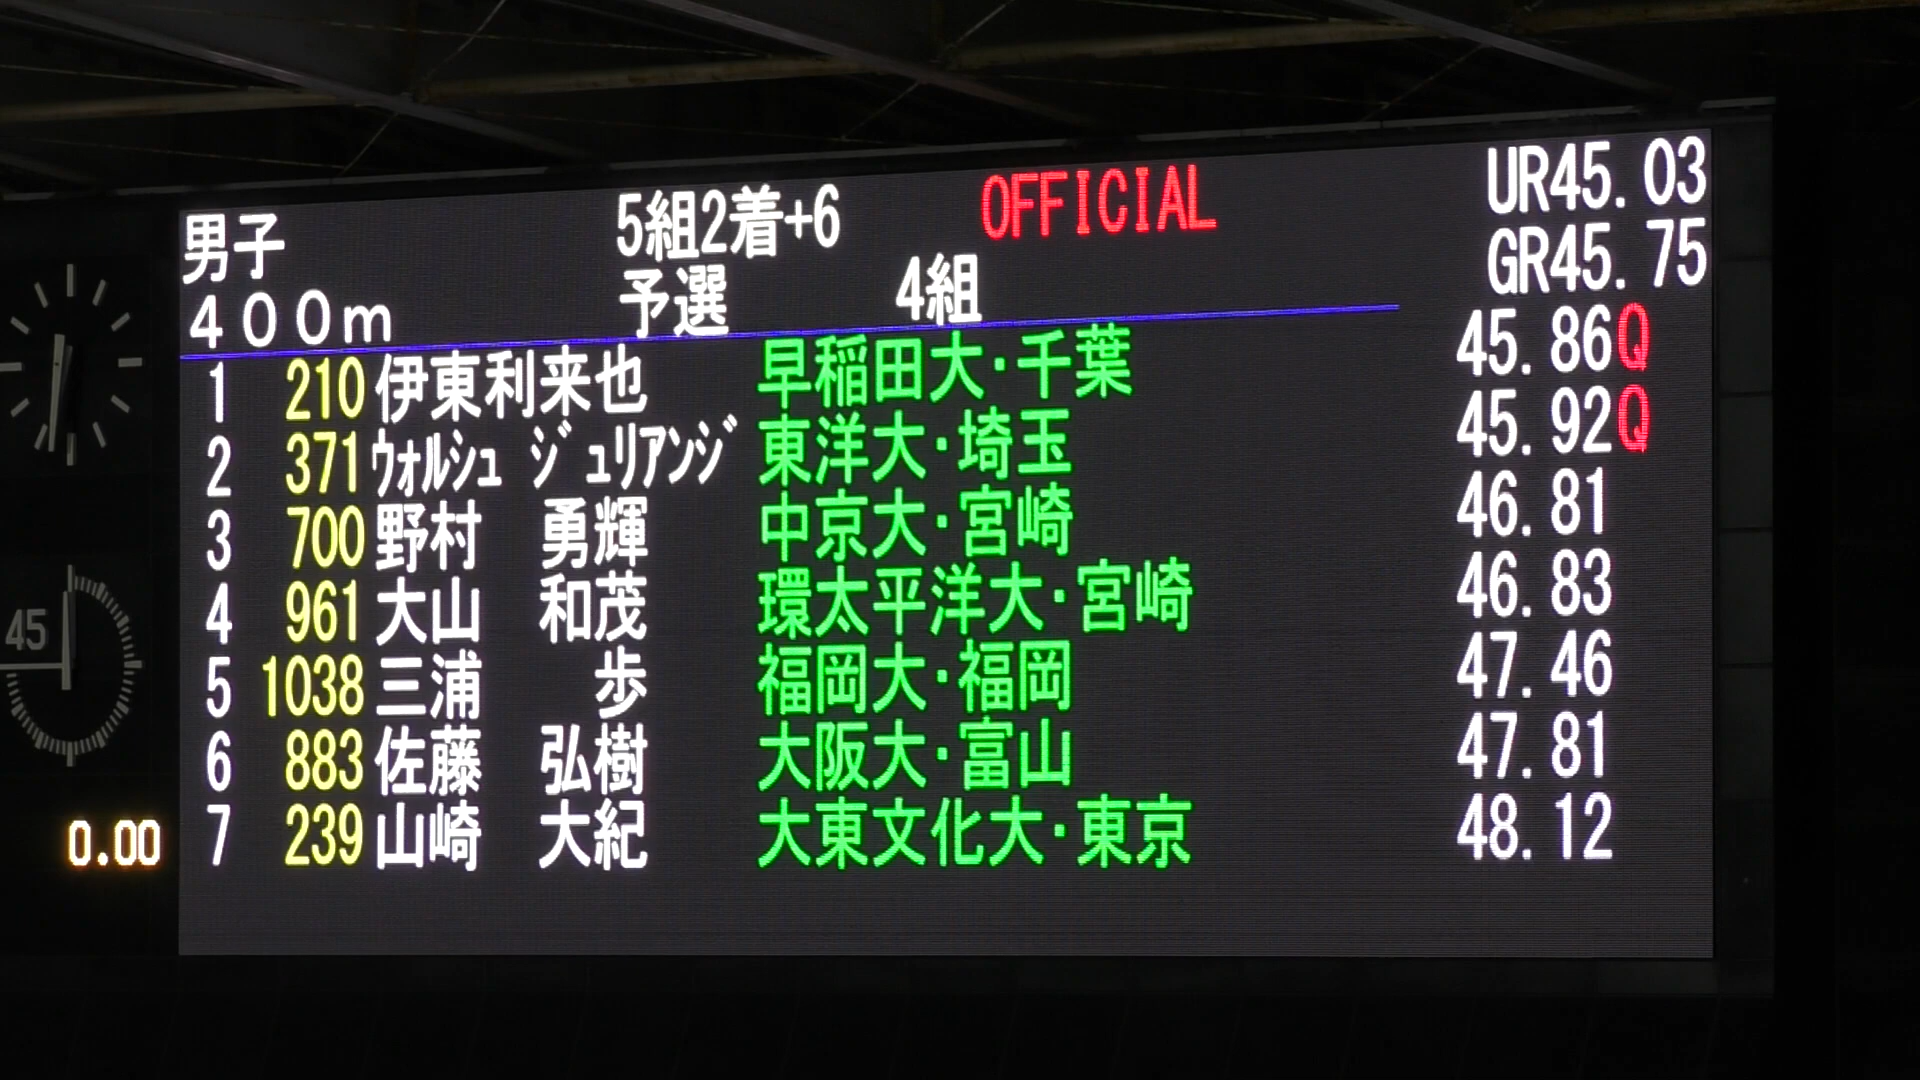 男子 5組2着+6 OFFICIAL UR45.03
400m 予選 4組 GR45.75
1 210 伊東利来也 早稲田大・千葉 45.86Q
2 371 ｳｫﾙｼｭ ｼﾞｭﾘｱﾝｼﾞ 東洋大・埼玉 45.92Q
3 700 野村 勇輝 中京大・宮崎 46.81
4 961 大山 和茂 環太平洋大・宮崎 46.83
5 1038 三浦 歩 福岡大・福岡 47.46
6 883 佐藤 弘樹 大阪大・富山 47.81
7 239 山崎 大紀 大東文化大・東京 48.12
45
0.00